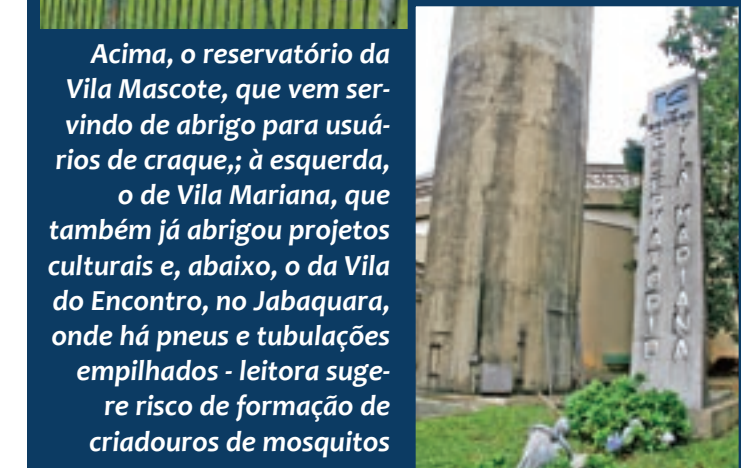 Acima, o reservatório da
Vila Mascote, que vem ser-
vindo de abrigo para usuá-
rios de craque,; à esquerda,
o de Vila Mariana, que
também já abrigou projetos
culturais e, abaixo, o da Vila
do Encontro, no Jabaquara,
onde há pneus e tubulações
empilhados - leitora suge-
re risco de formação de
criadouros de mosquitos
RESERVATÓRIO
VILA MARIANA